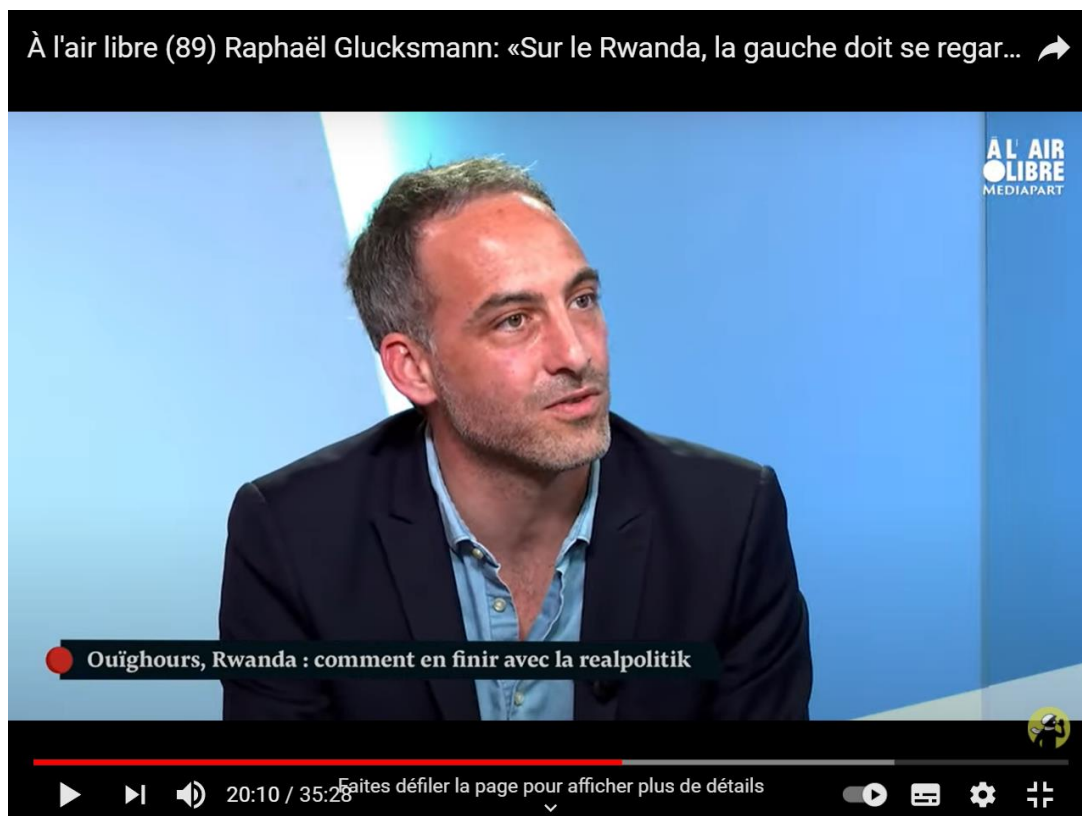 À l'air libre (89) Raphaël Glucksmann: «Sur le Rwanda, la gauche doit se regar...
À L' AIR
LIBRE
MEDIAPART
Ouïghours, Rwanda : comment en finir avec la realpolitik
20:10 / 35:28
Faites défiler la page pour afficher plus de détails